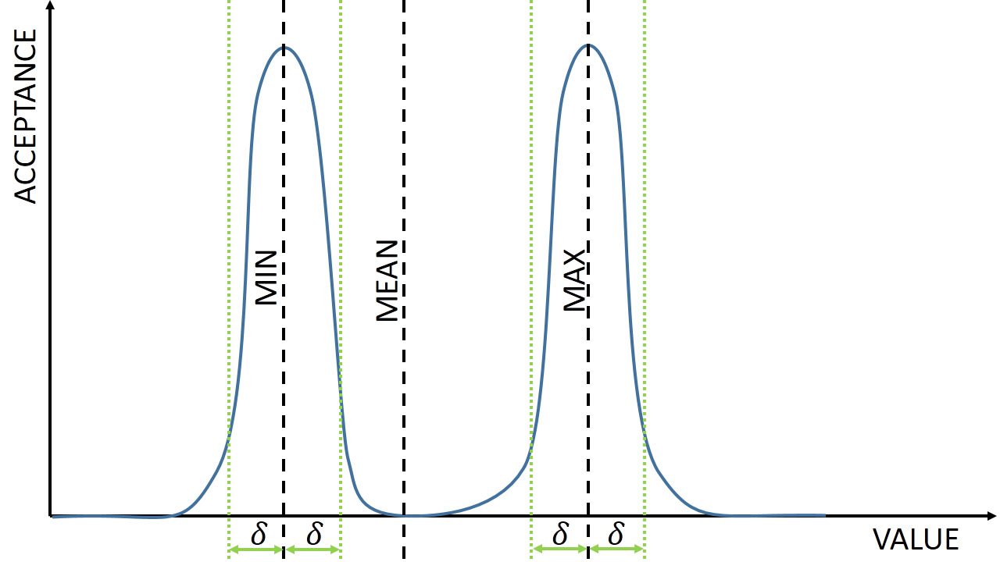 ACCEPTANCE
MIN
MEAN
MAX
δ δ δ δ
VALUE